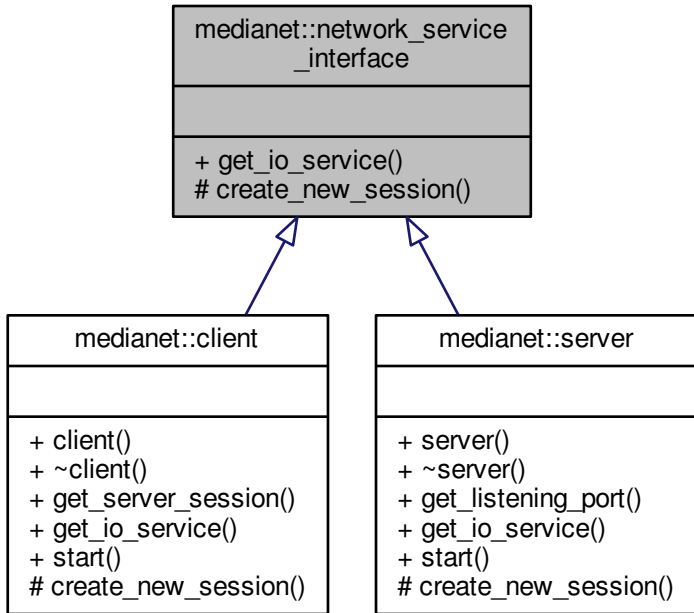 medianet::network_service
_interface
+ get_io_service()
# create_new_session()
medianet::client
+ client()
+ ~client()
+ get_server_session()
+ get_io_service()
+ start()
# create_new_session()
medianet::server
+ server()
+ ~server()
+ get_listening_port()
+ get_io_service()
+ start()
# create_new_session()